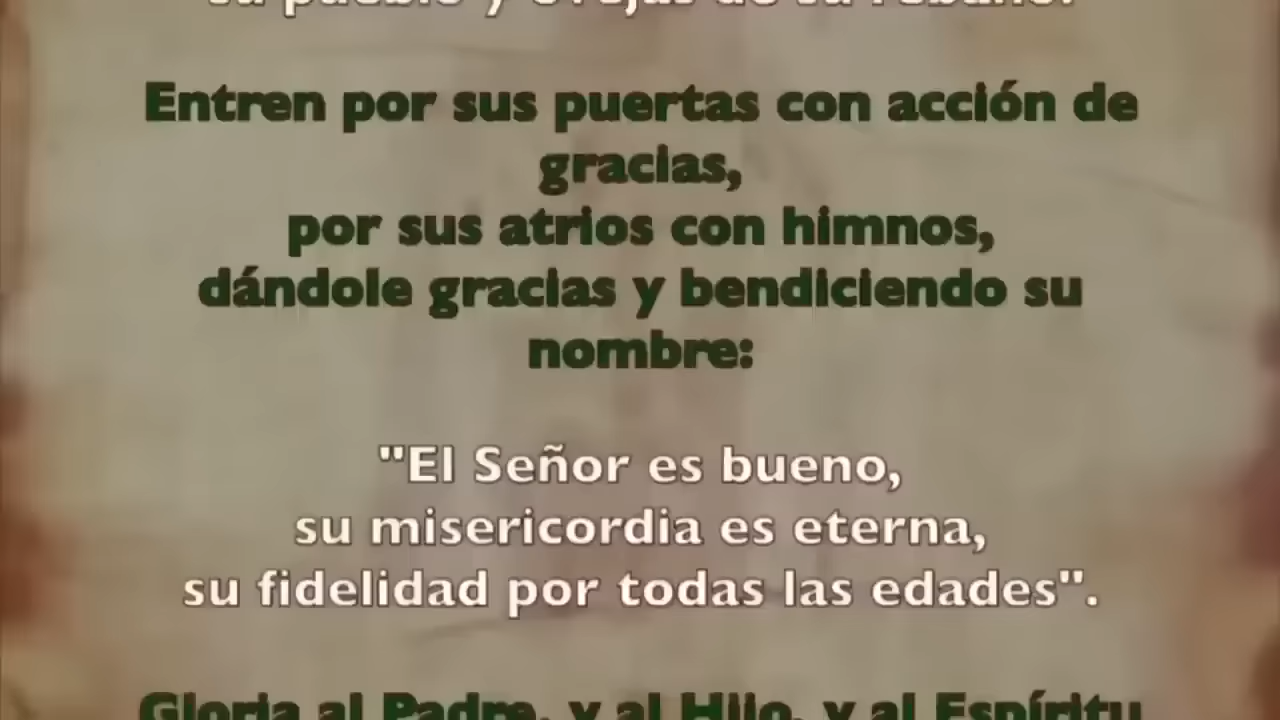 su pueblo y ovejas de su rebaño.
Entren por sus puertas con acción de
gracias,
por sus atrios con himnos,
dándole gracias y bendiciendo su
nombre:
"El Señor es bueno,
su misericordia es eterna,
su fidelidad por todas las edades".
Gloria al Padre, y al Hijo, y al Espíritu